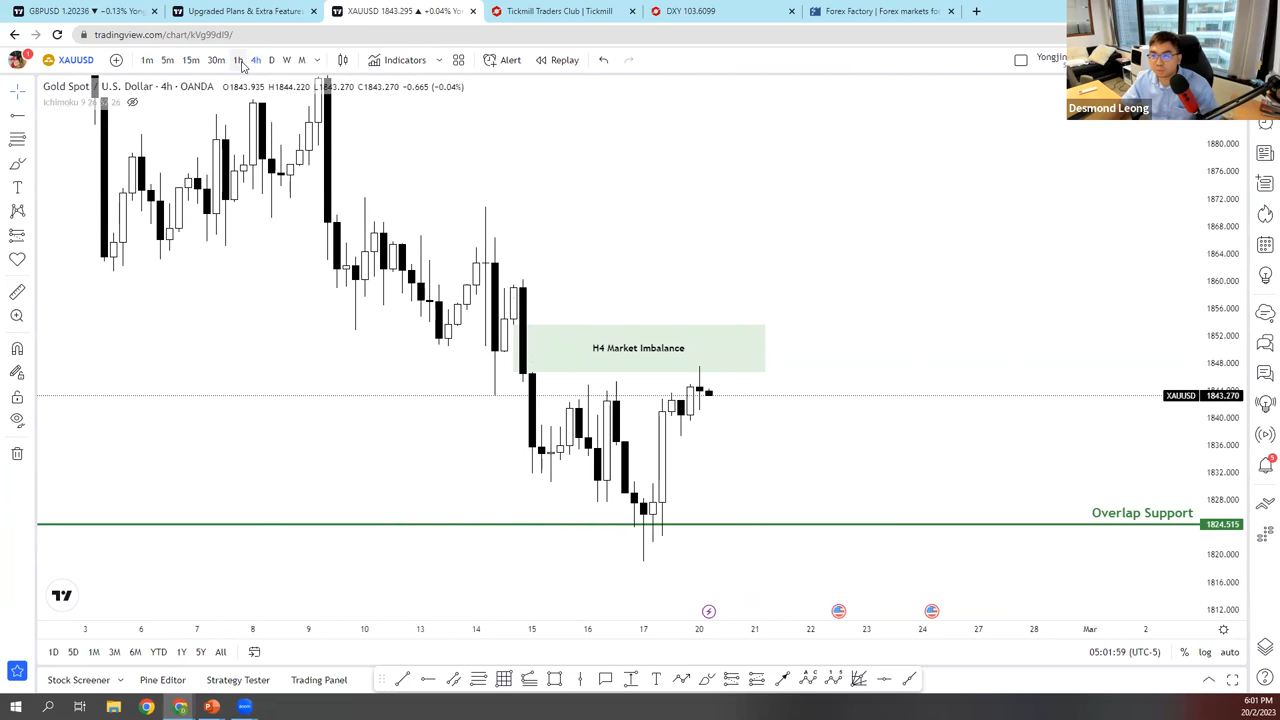 GBPUSD 1.20236 ▼ −0.13% Yong
Upgraded Plans & Extra Features
XAUUSD 1843.295 ▲ +0.04% Yon
Tickmill Traders Club | Tickmill
DXY 103.6099
Forex Factory | Forex markets fo
tradingview.com/chart/kVg99dI9/
1
XAUUSD
1m 5m 15m 30m 1h 4h D W M
Indicators
Alert
Replay
Yongjin
Gold Spot / U.S. Dollar · 4h · OANDA O1843.935 H1844.220 L1843.270 C1843.270 −0.665 (−0.04%)
Ichimoku 9 26 26
Desmond Leong
1880.000
1876.000
1872.000
1868.000
1864.000
1860.000
1856.000
1852.000
H4 Market Imbalance
1848.000
XAUUSD 1843.270
1840.000
1836.000
1832.000
1828.000
Overlap Support
1824.515
1820.000
1816.000
1812.000
5
3 6 7 8 9 10 13 14 15 16 17 20 21 22 23 24 27 28 Mar 2
1D 5D 1M 3M 6M YTD 1Y 5Y All
05:01:59 (UTC-5) % log auto
Stock Screener Pine Editor Strategy Tester Trading Panel
6:01 PM
20/2/2023